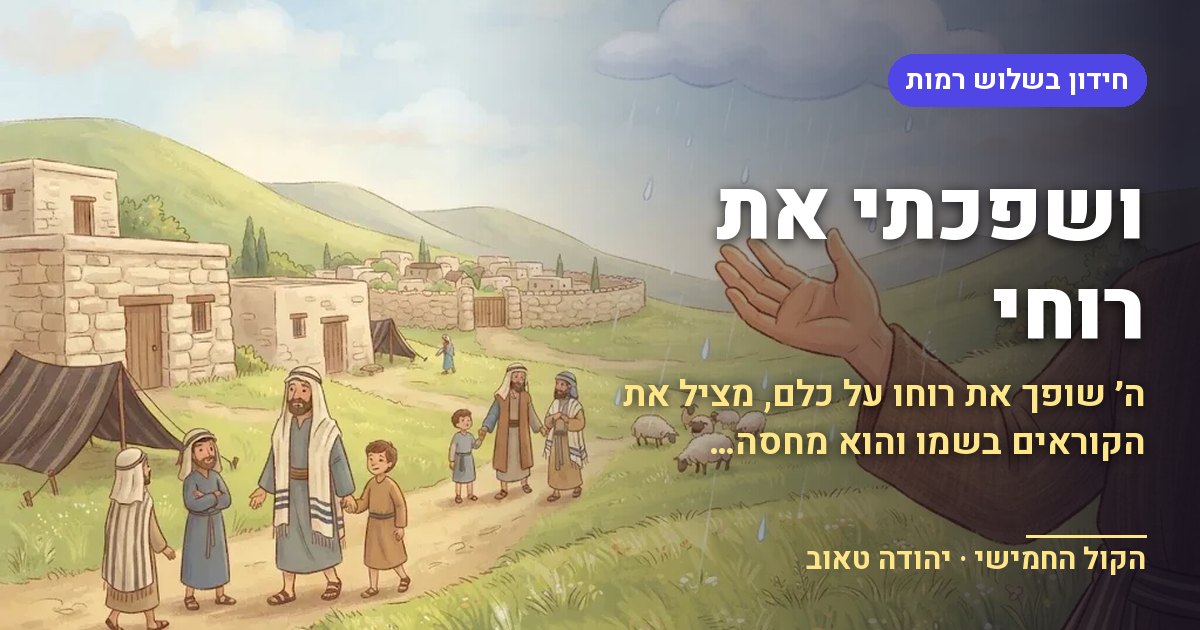 חידון בשלוש רמות
ושפכתי את
רוחי
ה׳ שופך את רוחו על כלם, מציל את
הקוראים בשמו והוא מחסה...
הקול החמישי · יהודה טאוב